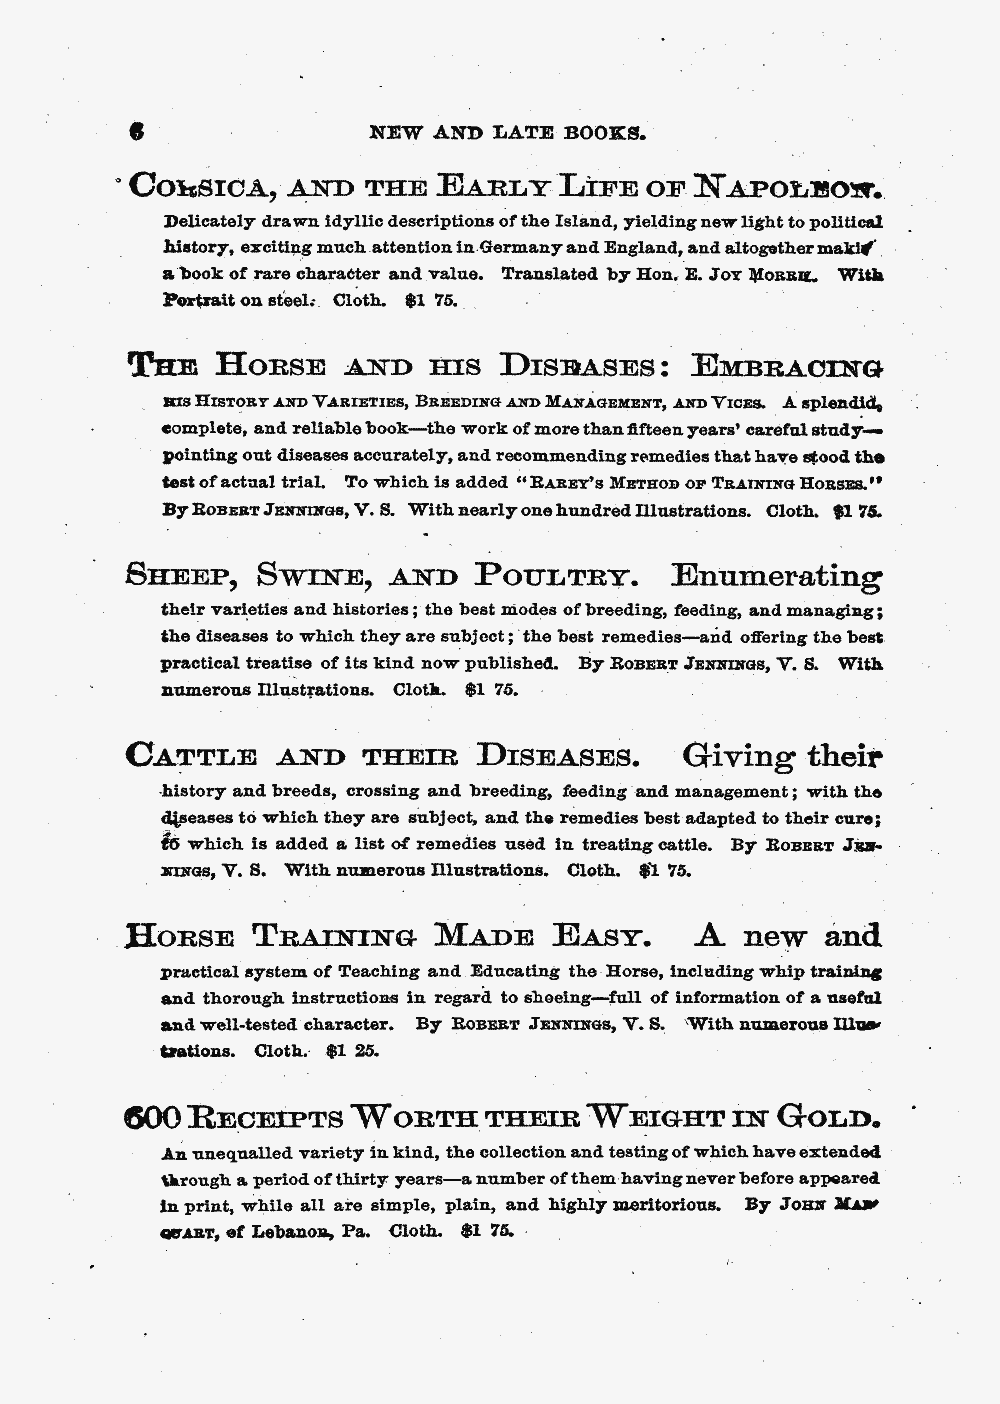 6 NEW AND LATE BOOKS.
CORSICA, AND THE EARLY LIFE OF NAPOLEON.
Delicately drawn idyllic descriptions of the Island, yielding new light to political
history, exciting much attention in Germany and England, and altogether
a book of rare character and value. Translated by Hon. E. JOY MORRIS. With
Portrait on steel. Cloth. $1 75.
THE HORSE AND HIS DISEASES: EMBRACING
HIS HISTORY AND VARIETIES, BREEDING AND MANAGEMENT, AND VICES. A splendid,
complete, and reliable book—the work of more than fifteen years' careful study—
pointing out diseases accurately, and recommending remedies that have stood the
test of actual trial. To which is added "RAREY'S METHOD OF TRAINING HORSES."
By ROBERT JENNINGS, V. S. With nearly one hundred Illustrations. Cloth. $1 75.
SHEEP, SWINE, AND POULTRY. Enumerating
their varieties and histories; the best modes of breeding, feeding, and managing;
the diseases to which they are subject; the best remedies—and offering the best
practical treatise of its kind now published. By ROBERT JENNINGS, V. S. With
numerous Illustrations. Cloth. $1 75.
CATTLE AND THEIR DISEASES. Giving their
history and breeds, crossing and breeding, feeding and management; with the
diseases to which they are subject, and the remedies best adapted to their cure;
to which is added a list of remedies used in treating cattle. By ROBERT JEN-
NINGS, V. S. With numerous Illustrations. Cloth. $1 75.
HORSE TRAINING MADE EASY. A new and
practical system of Teaching and Educating the Horse, including whip training
and thorough instructions in regard to shoeing—full of information of a useful
and well-tested character. By ROBERT JENNINGS, V. S. With numerous Illus-
trations. Cloth. $1 25.
600 RECEIPTS WORTH THEIR WEIGHT IN GOLD.
An unequalled variety in kind, the collection and testing of which have extended
through a period of thirty years—a number of them having never before appeared
in print, while all are simple, plain, and highly meritorious. By JOHN MAR-
QUART, of Lebanon, Pa. Cloth. $1 75.